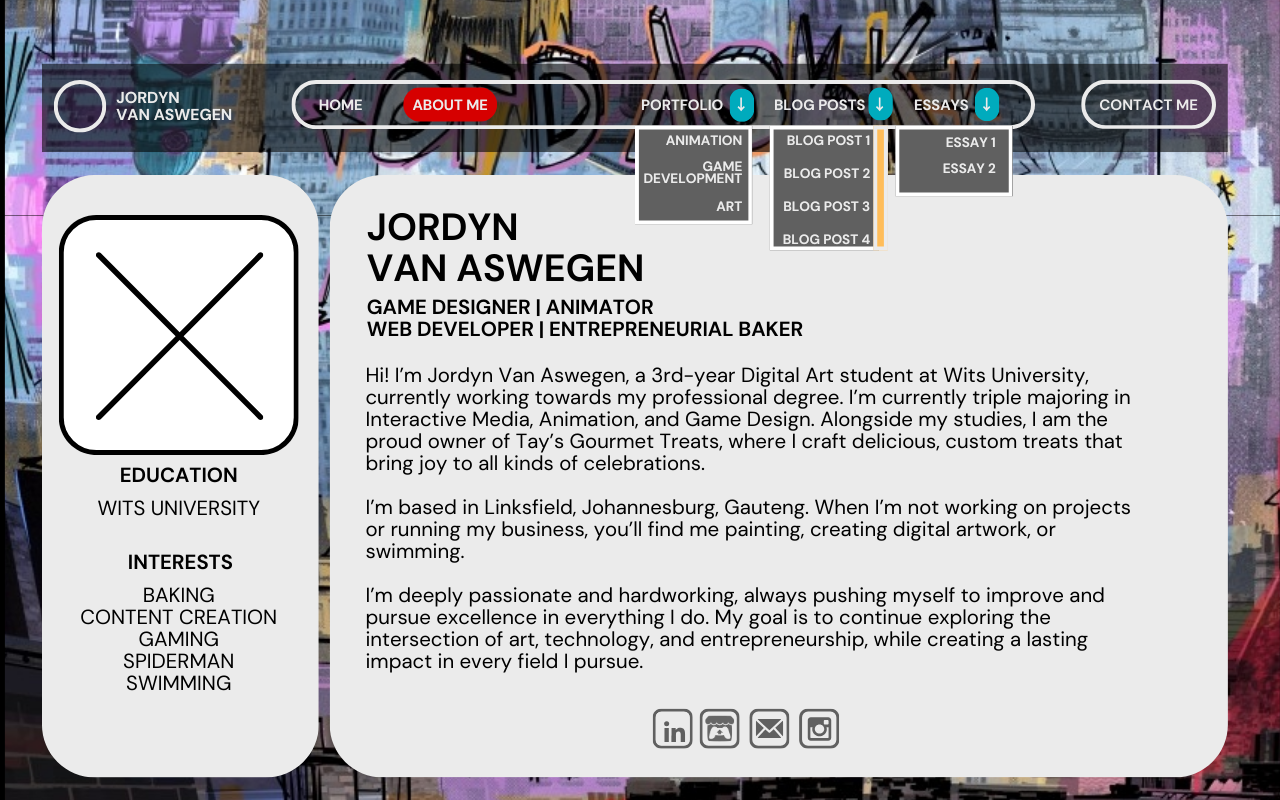 JORDYN
VAN ASWEGEN
HOME
ABOUT ME
PORTFOLIO ↓
BLOG POSTS ↓
ESSAYS ↓
CONTACT ME
ANIMATION
GAME
DEVELOPMENT
ART
BLOG POST 1
BLOG POST 2
BLOG POST 3
BLOG POST 4
ESSAY 1
ESSAY 2
EDUCATION
WITS UNIVERSITY
INTERESTS
BAKING
CONTENT CREATION
GAMING
SPIDERMAN
SWIMMING
JORDYN
VAN ASWEGEN
GAME DESIGNER | ANIMATOR
WEB DEVELOPER | ENTREPRENEURIAL BAKER
Hi! I’m Jordyn Van Aswegen, a 3rd-year Digital Art student at Wits University,
currently working towards my professional degree. I’m currently triple majoring in
Interactive Media, Animation, and Game Design. Alongside my studies, I am the
proud owner of Tay’s Gourmet Treats, where I craft delicious, custom treats that
bring joy to all kinds of celebrations.
I’m based in Linksfield, Johannesburg, Gauteng. When I’m not working on projects
or running my business, you’ll find me painting, creating digital artwork, or
swimming.
I’m deeply passionate and hardworking, always pushing myself to improve and
pursue excellence in everything I do. My goal is to continue exploring the
intersection of art, technology, and entrepreneurship, while creating a lasting
impact in every field I pursue.
in